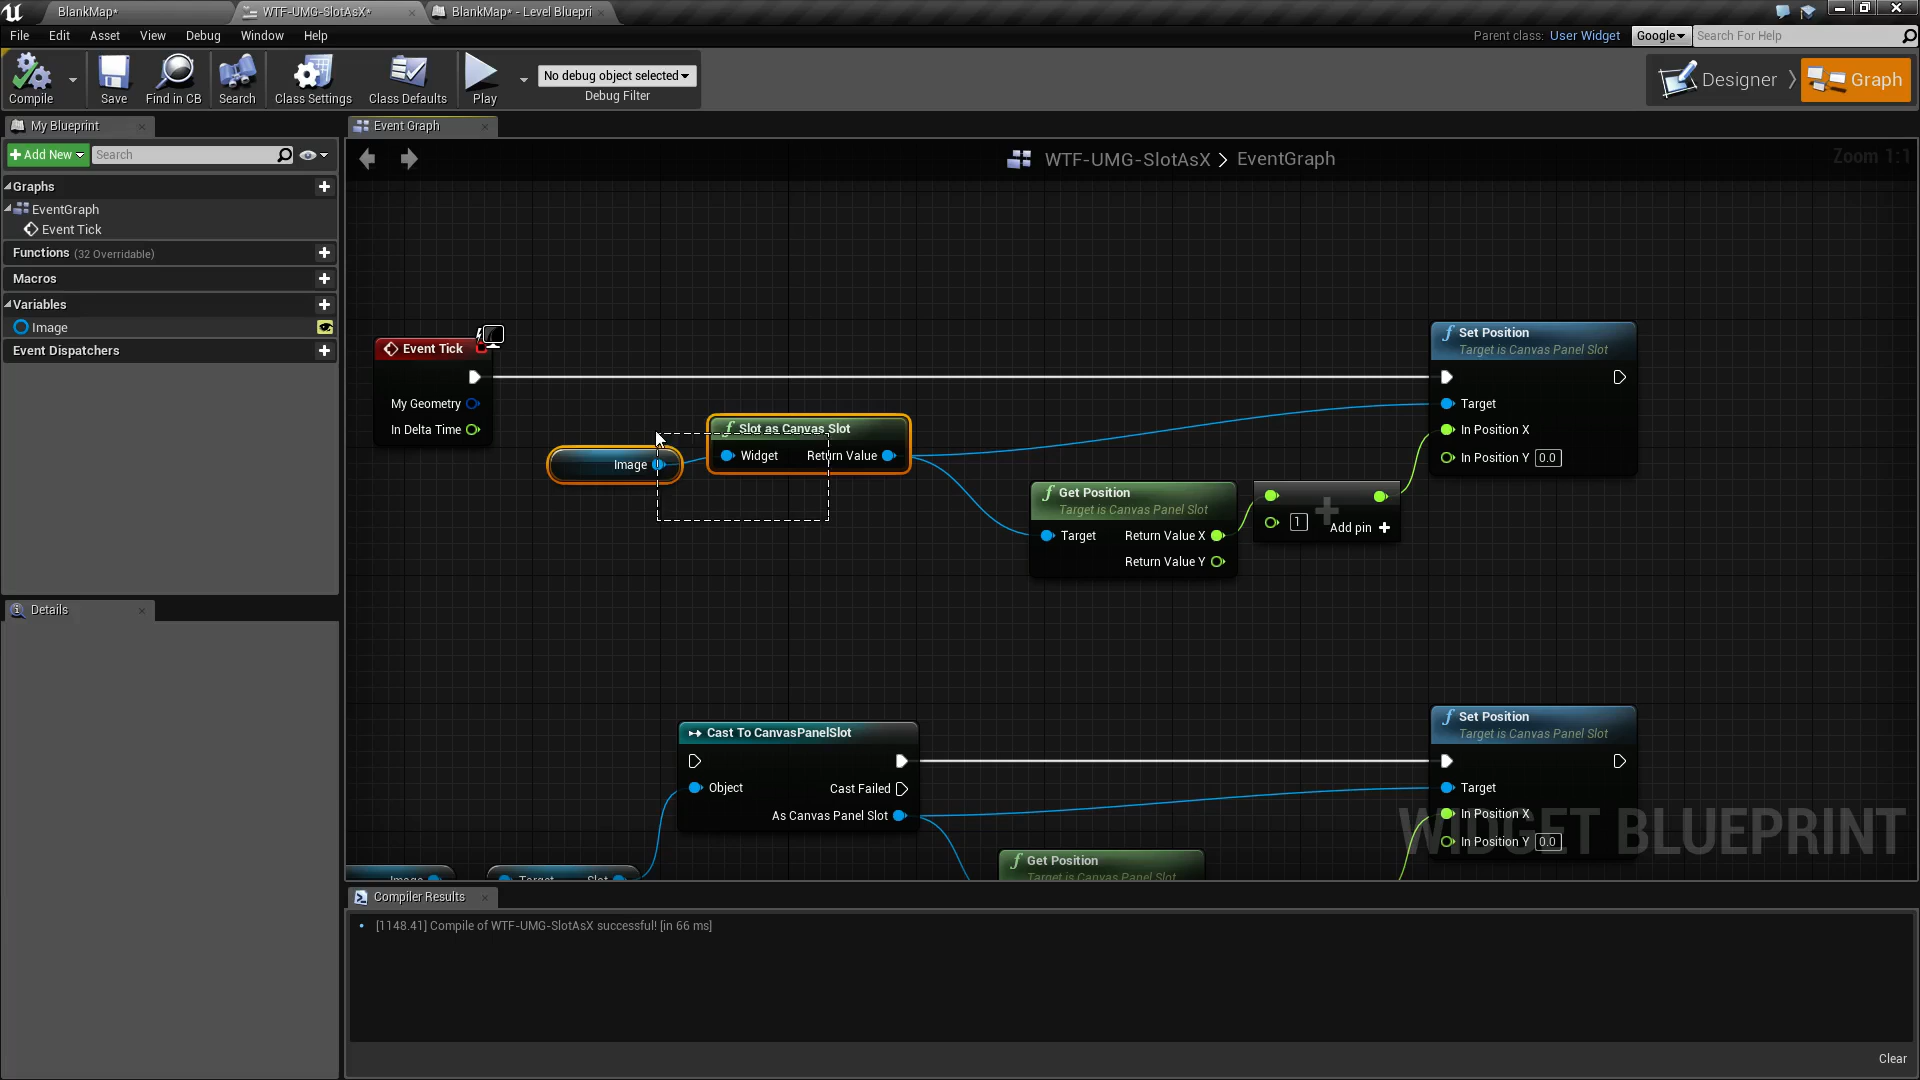 BlankMap*
WTF-UMG-SlotAsX*
BlankMap* - Level Bluepri
File Edit Asset View Debug Window Help
Parent class: User Widget Google Search For Help
Compile Save Find in CB Search Class Settings Class Defaults Play
No debug object selected
Debug Filter
Designer Graph
My Blueprint
Event Graph
Add New Search
WTF-UMG-SlotAsX > EventGraph
Zoom 1:1
Graphs
EventGraph
Event Tick
Functions (32 Overridable)
Macros
Variables
Image
Event Dispatchers
Details
Event Tick
My Geometry
In Delta Time
Image
Slot as Canvas Slot
Widget Return Value
Get Position
Target is Canvas Panel Slot
Target Return Value X
Return Value Y
1 Add pin
Set Position
Target is Canvas Panel Slot
Target
In Position X
In Position Y 0.0
Cast To CanvasPanelSlot
Object Cast Failed
As Canvas Panel Slot
Image
Target Slot
Get Position
Target is Canvas Panel Slot
Set Position
Target is Canvas Panel Slot
Target
In Position X
In Position Y 0.0
WIDGET BLUEPRINT
Compiler Results
[1148.41] Compile of WTF-UMG-SlotAsX successful! [in 66 ms]
Clear